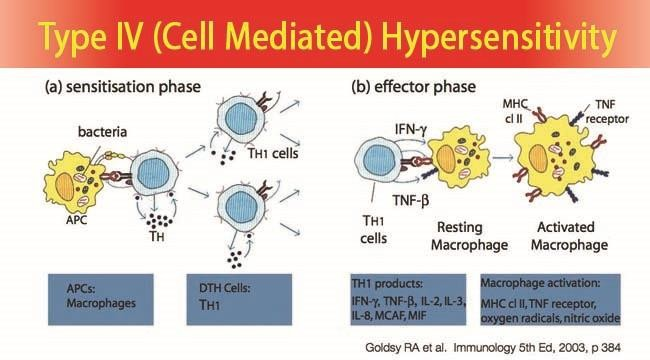 Type IV (Cell Mediated) Hypersensitivity
(a) sensitisation phase
bacteria
APC
TH
TH1 cells
APCs:
Macrophages
DTH Cells:
TH1
(b) effector phase
IFN-γ
TNF-β
TH1
cells
Resting
Macrophage
MHC
cl II
TNF
receptor
Activated
Macrophage
TH1 products:
IFN-γ, TNF-β, IL-2, IL-3,
IL-8, MCAF, MIF
Macrophage activation:
MHC cl II, TNF receptor,
oxygen radicals, nitric oxide
Goldsy RA et al. Immunology 5th Ed, 2003, p 384